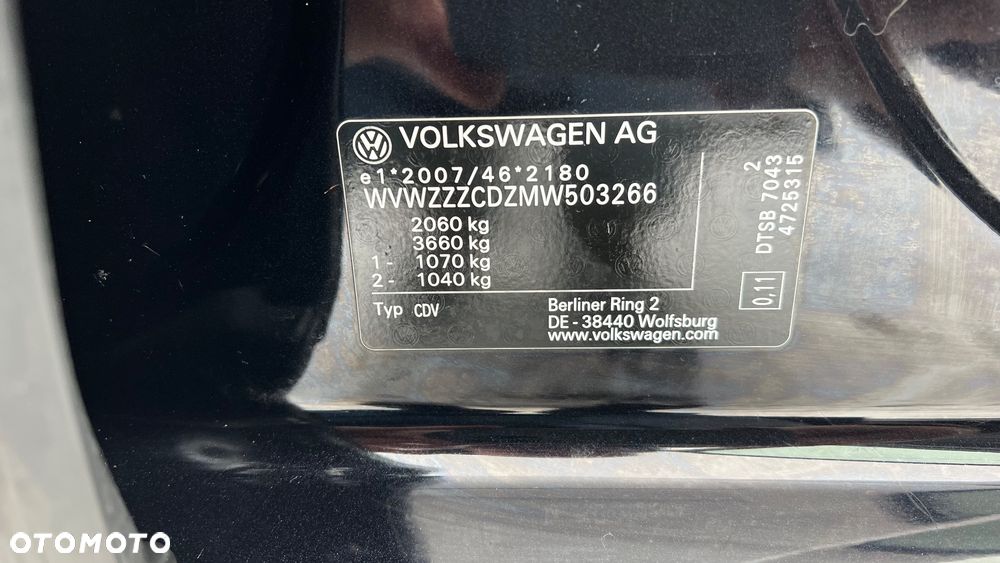 VOLKSWAGEN AG
e1*2007/46*2180
WVWZZZCDZMW503266
2060 kg
3660 kg
1- 1070 kg
2- 1040 kg
Typ CDV
Berliner Ring 2
DE-38440 Wolfsburg
www.volkswagen.com
2
DTSB 7043
4725315
0,11
OTOMOTO